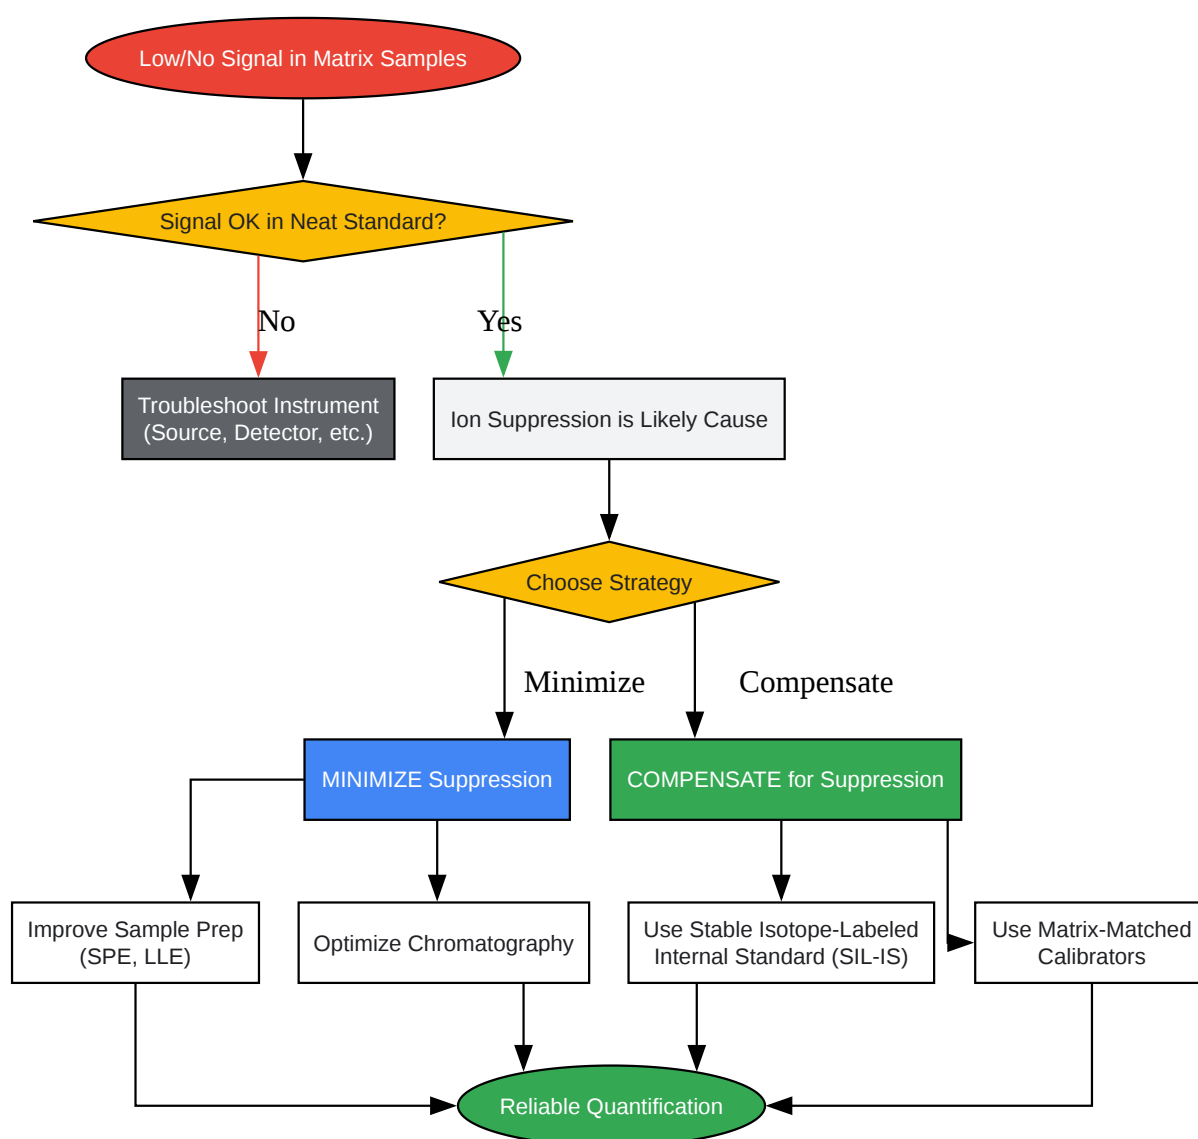 Low/No Signal in Matrix Samples
Signal OK in Neat Standard?
No
Yes
Troubleshoot Instrument
(Source, Detector, etc.)
Ion Suppression is Likely Cause
Choose Strategy
Minimize
Compensate
MINIMIZE Suppression
COMPENSATE for Suppression
Improve Sample Prep
(SPE, LLE)
Optimize Chromatography
Use Stable Isotope-Labeled
Internal Standard (SIL-IS)
Use Matrix-Matched
Calibrators
Reliable Quantification